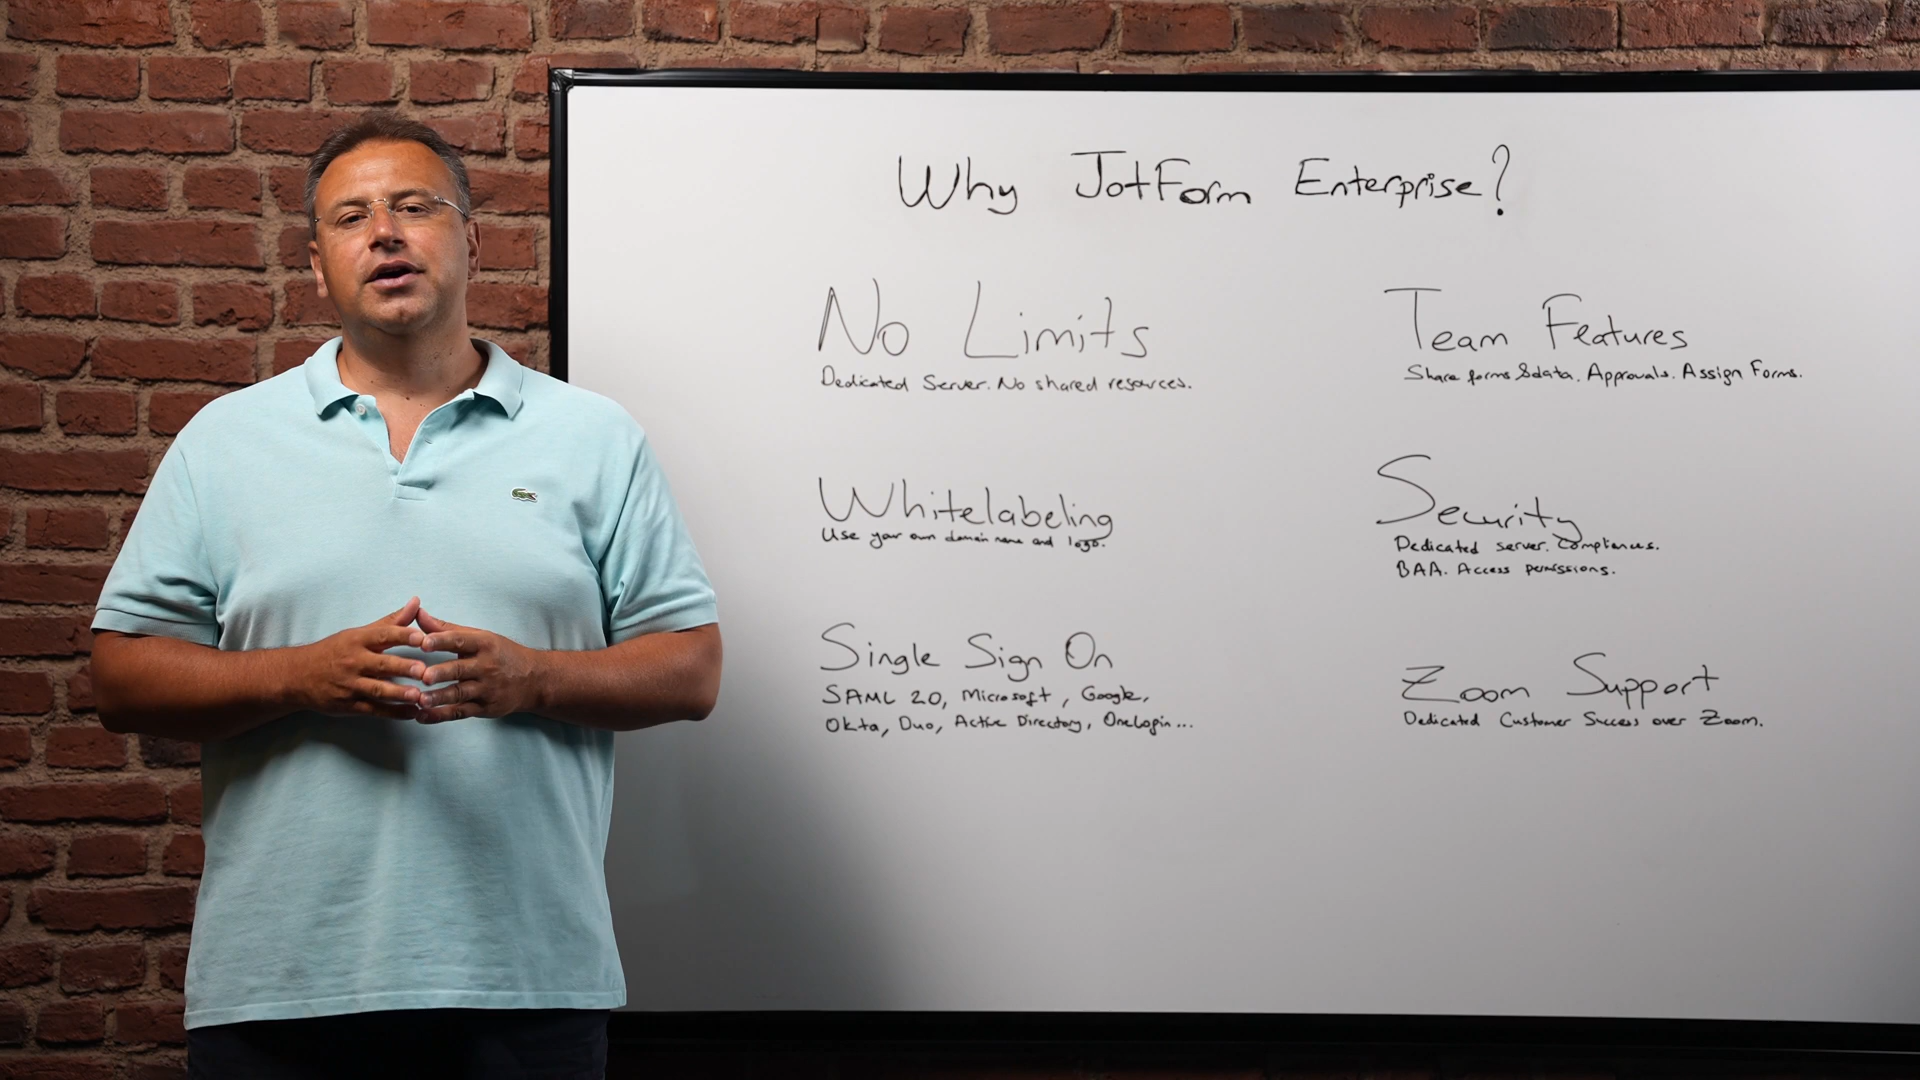 Why JotForm Enterprise?
No Limits
Dedicated Server. No shared resources.
Whitelabeling
Use your own domain name and logo.
Single Sign On
SAML 2.0, Microsoft, Google,
Okta, Duo, Active Directory, OneLogin...
Team Features
Share forms & data. Approvals. Assign Forms.
Security
Dedicated server. Compliances.
BAA. Access permissions.
Zoom Support
Dedicated Customer Success over Zoom.